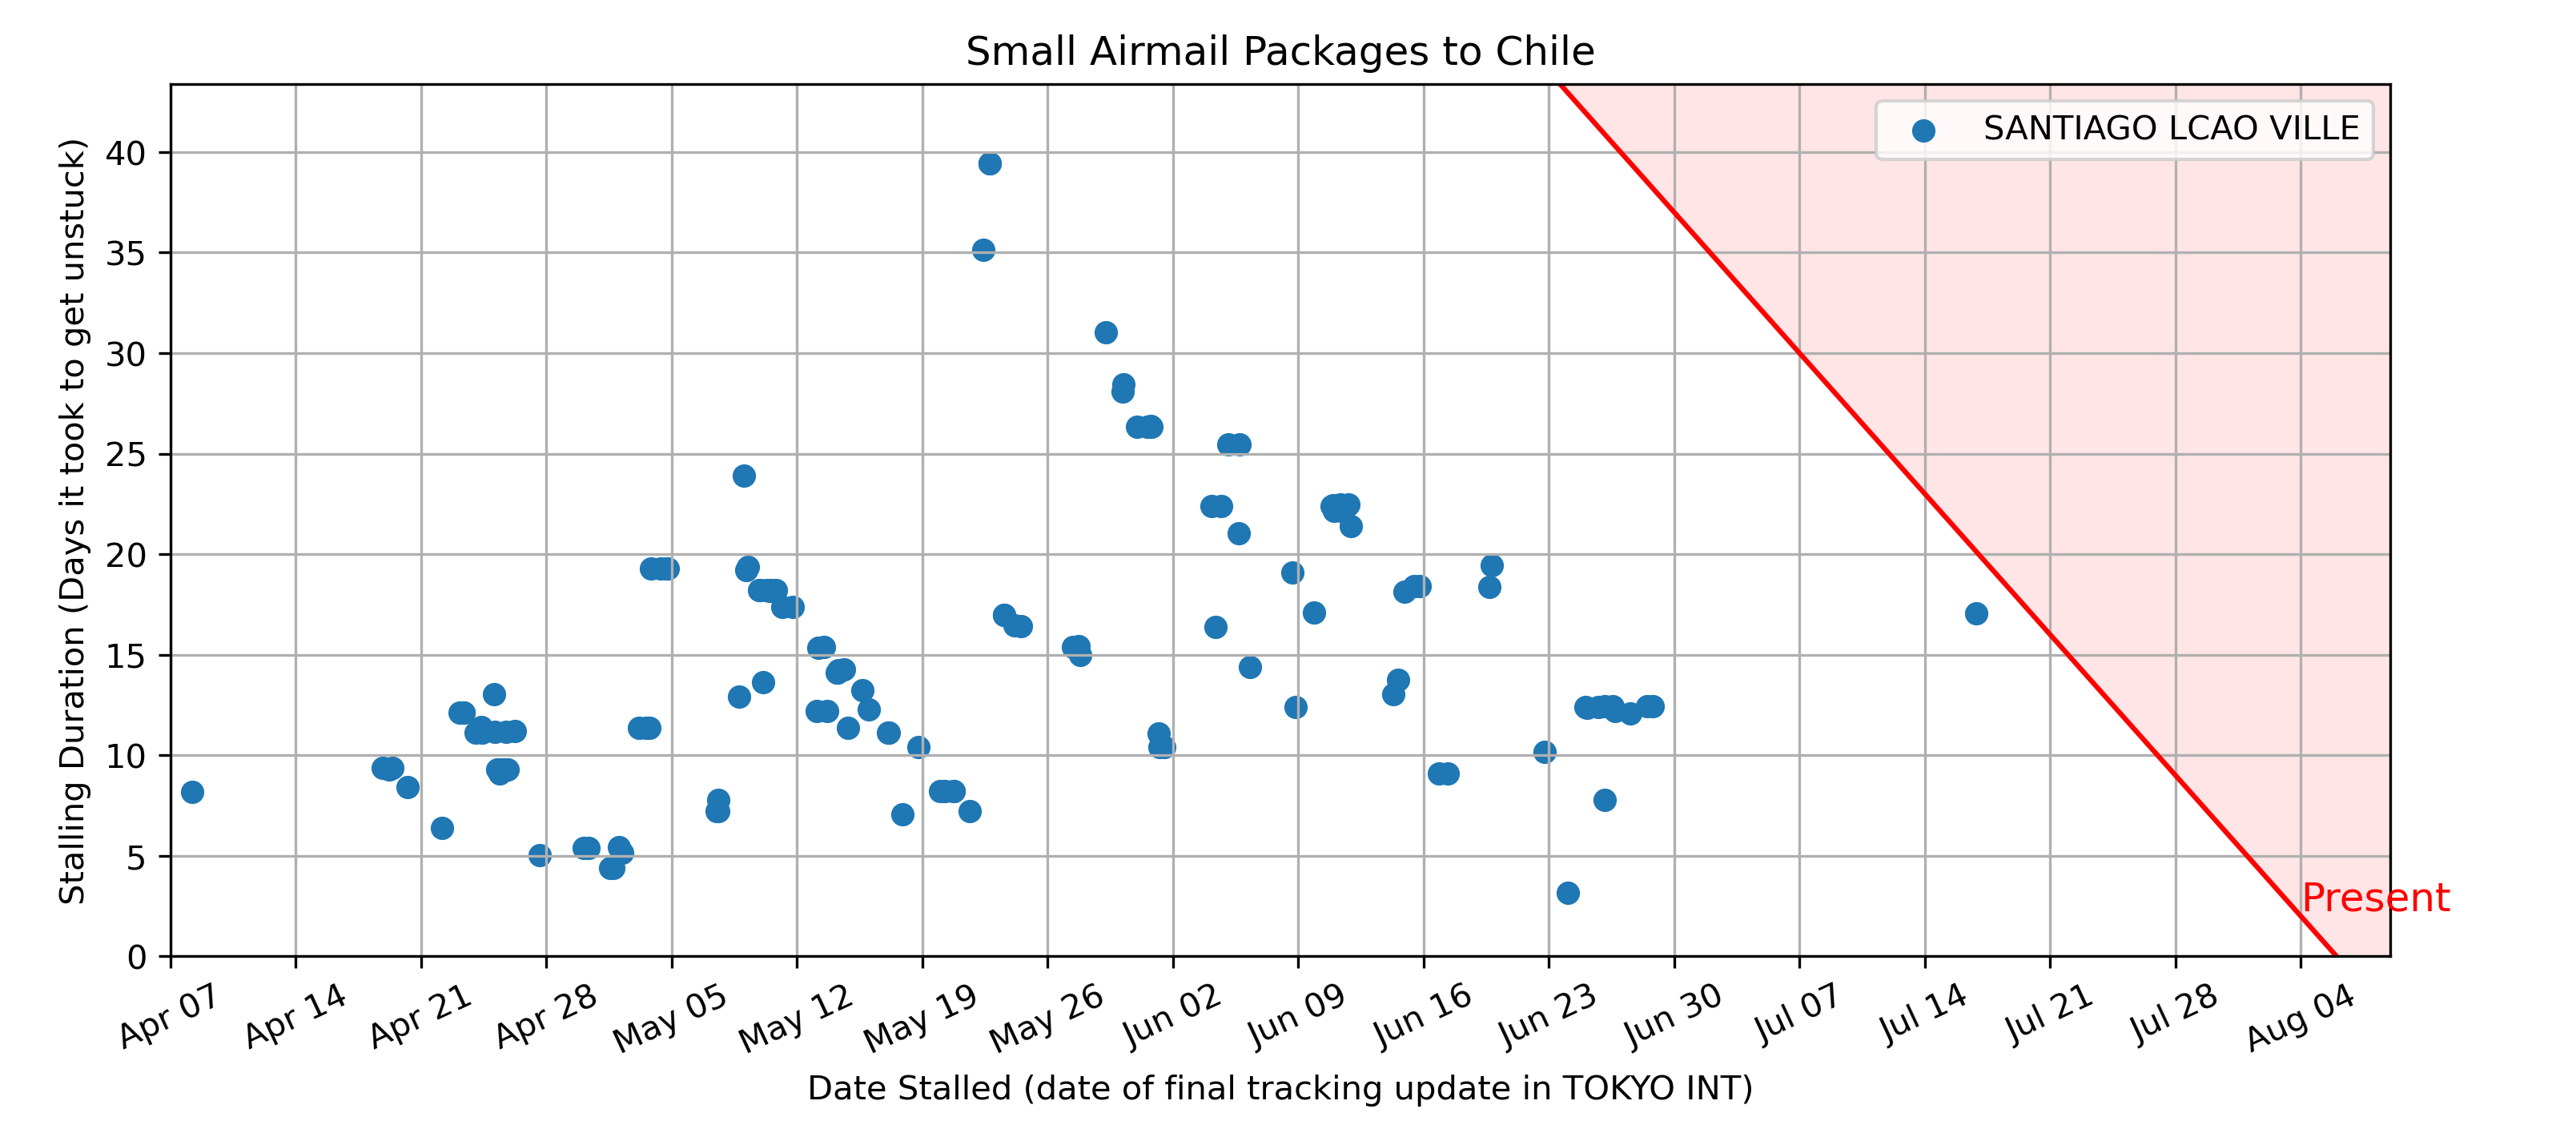 Small Airmail Packages to Chile
SANTIAGO LCAO VILLE
Stalling Duration (Days it took to get unstuck)
40
35
30
25
20
15
10
5
0
Present
Apr 07
Apr 14
Apr 21
Apr 28
May 05
May 12
May 19
May 26
Jun 02
Jun 09
Jun 16
Jun 23
Jun 30
Jul 07
Jul 14
Jul 21
Jul 28
Aug 04
Date Stalled (date of final tracking update in TOKYO INT)